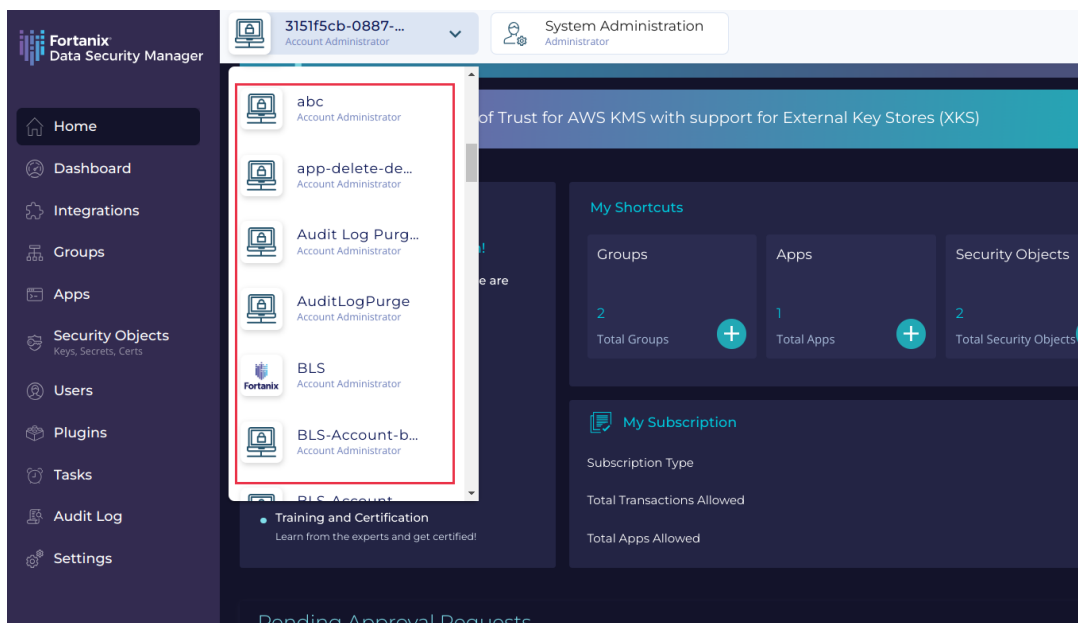 Fortanix
Data Security Manager
3151f5cb-0887-...
Account Administrator
System Administration
Administrator
Home
Dashboard
Integrations
Groups
Apps
Security Objects
Keys, Secrets, Certs
Users
Plugins
Tasks
Audit Log
Settings
abc
Account Administrator
app-delete-de...
Account Administrator
Audit Log Purg...
Account Administrator
AuditLogPurge
Account Administrator
Fortanix
BLS
Account Administrator
BLS-Account-b...
Account Administrator
BLS-Account
of Trust for AWS KMS with support for External Key Stores (XKS)
!
e are
Training and Certification
Learn from the experts and get certified!
My Shortcuts
Groups
2
Total Groups
Apps
1
Total Apps
Security Objects
2
Total Security Objects
My Subscription
Subscription Type
Total Transactions Allowed
Total Apps Allowed
Pending Approval Requests